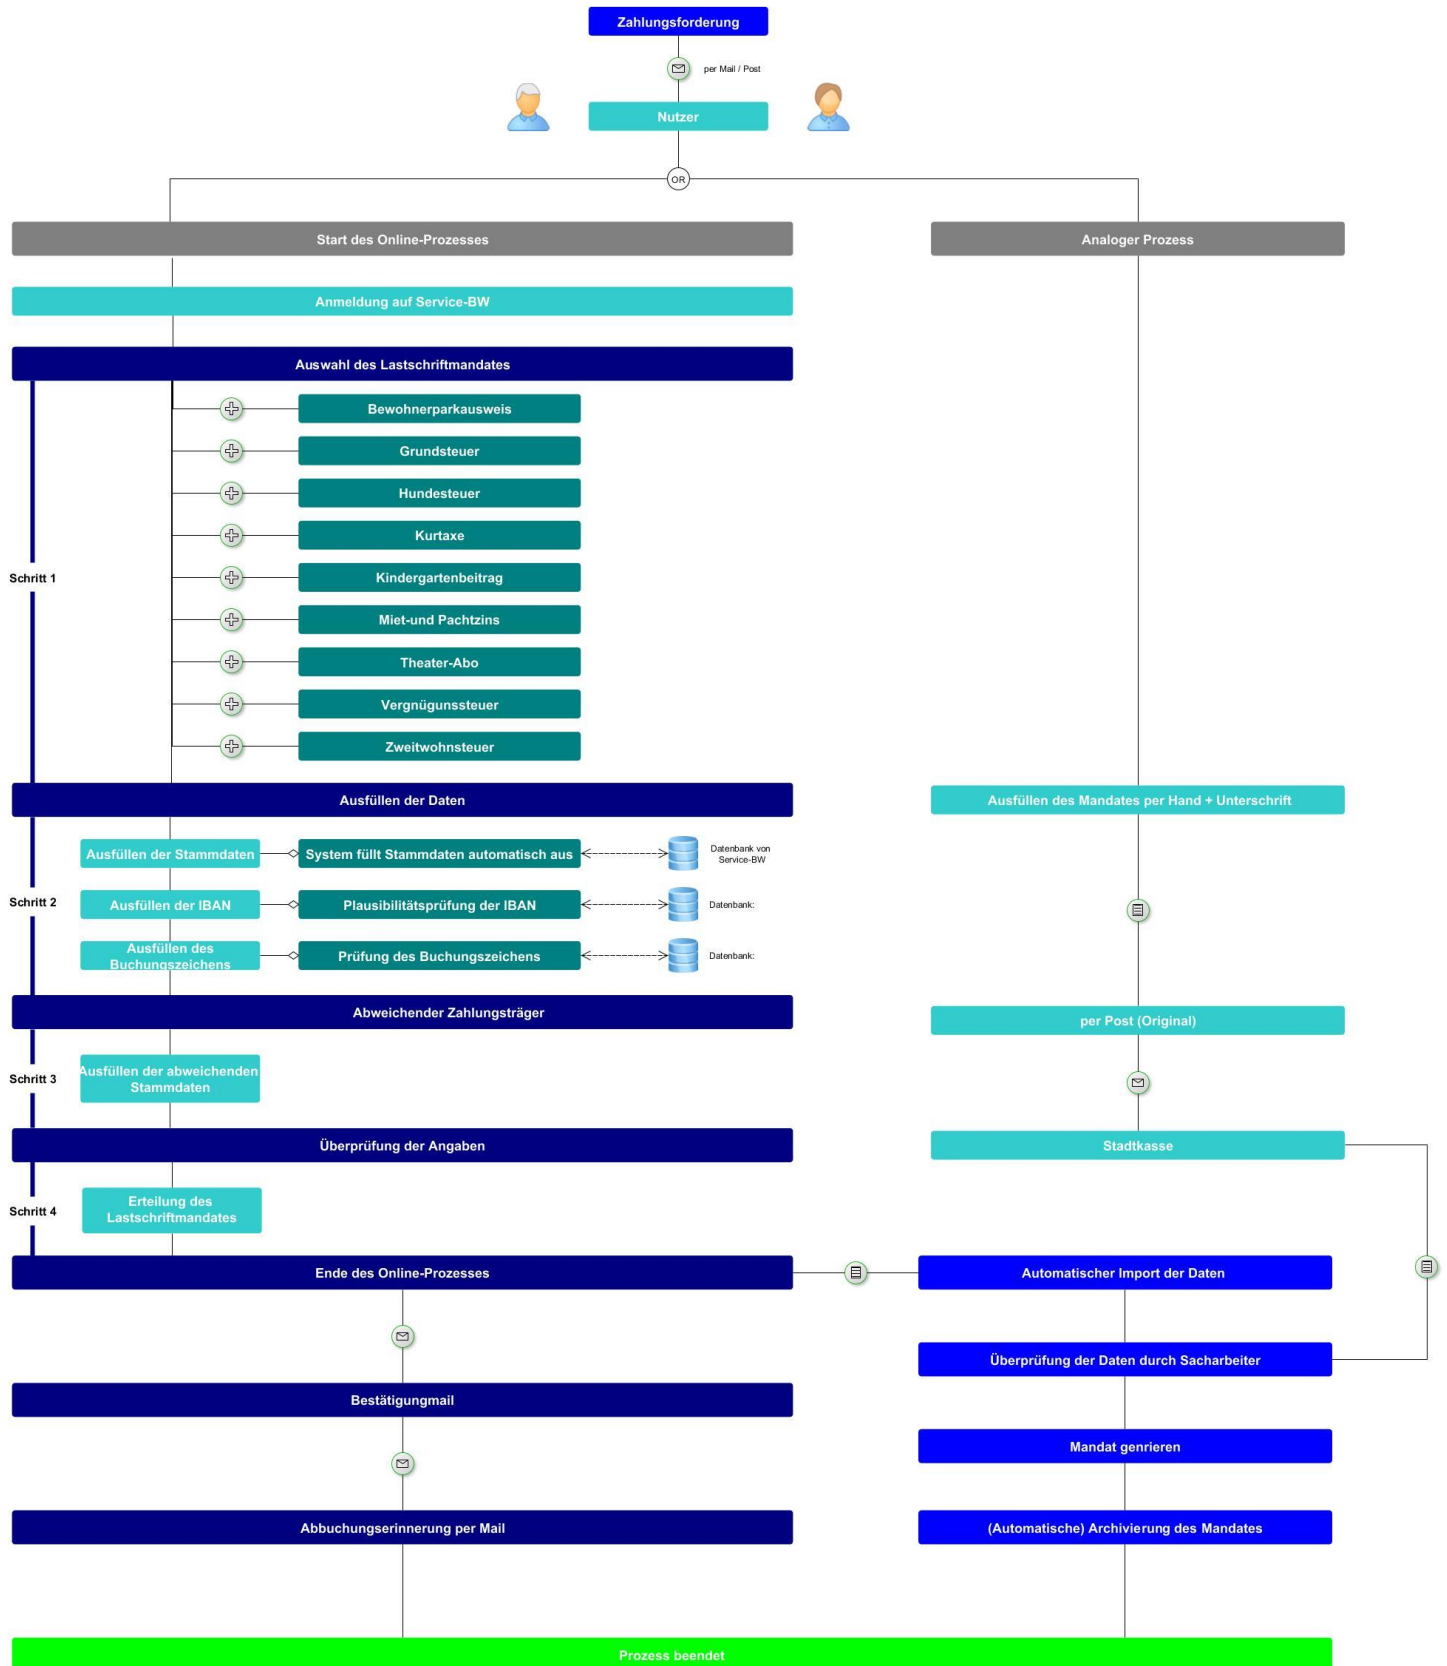 Zahlungsforderung
per Mail / Post
Nutzer
OR
Start des Online-Prozesses
Analoger Prozess
Anmeldung auf Service-BW
Auswahl des Lastschriftmandates
Bewohnerparkausweis
Grundsteuer
Hundesteuer
Kurtaxe
Schritt 1
Kindergartenbeitrag
Miet-und Pachtzins
Theater-Abo
Vergnügunssteuer
Zweitwohnsteuer
Ausfüllen der Daten
Ausfüllen des Mandates per Hand + Unterschrift
Ausfüllen der Stammdaten
System füllt Stammdaten automatisch aus
Datenbank von
Service-BW
Schritt 2
Ausfüllen der IBAN
Plausibilitätsprüfung der IBAN
Datenbank:
Ausfüllen des
Buchungszeichens
Prüfung des Buchungszeichens
Datenbank:
Abweichender Zahlungsträger
per Post (Original)
Schritt 3
Ausfüllen der abweichenden
Stammdaten
Überprüfung der Angaben
Stadtkasse
Schritt 4
Erteilung des
Lastschriftmandates
Ende des Online-Prozesses
Automatischer Import der Daten
Überprüfung der Daten durch Sacharbeiter
Bestätigungmail
Mandat genrieren
Abbuchungserinnerung per Mail
(Automatische) Archivierung des Mandates
Prozess beendet